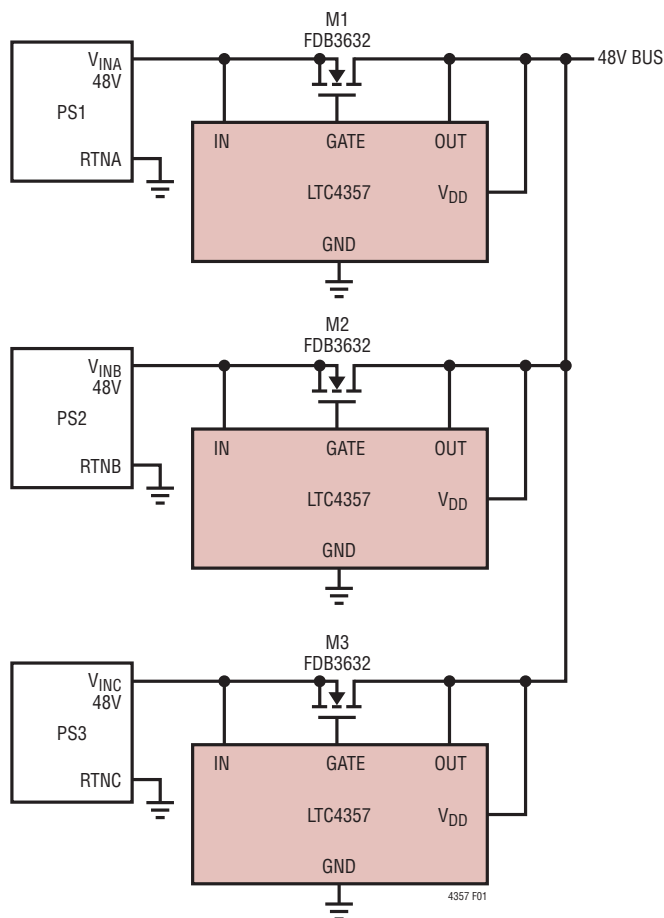 M1
FDB3632
VINA
48V
PS1
RTNA
48V BUS
IN GATE OUT
LTC4357 VDD
GND
M2
FDB3632
VINB
48V
PS2
RTNB
IN GATE OUT
LTC4357 VDD
GND
M3
FDB3632
VINC
48V
PS3
RTNC
IN GATE OUT
LTC4357 VDD
GND
4357 F01